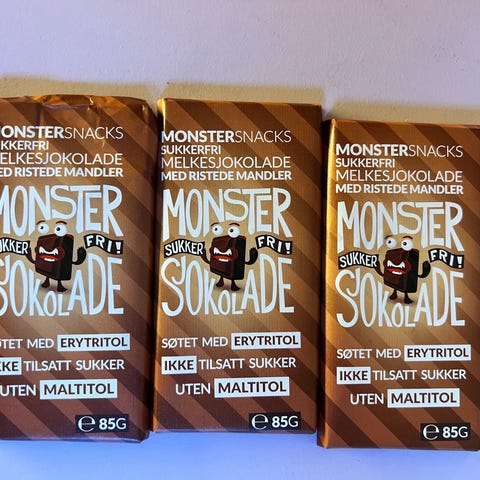 MONSTERSNACKS
SUKKERFRI
MELKESJOKOLADE
MED RISTEDE MANDLER
MONSTER
SUKKER FRI!
SJOKOLADE
SØTET MED ERYTRITOL
IKKE TILSATT SUKKER
UTEN MALTITOL
℮ 85G
MONSTERSNACKS
SUKKERFRI
MELKESJOKOLADE
MED RISTEDE MANDLER
MONSTER
SUKKER FRI!
SJOKOLADE
SØTET MED ERYTRITOL
IKKE TILSATT SUKKER
UTEN MALTITOL
℮ 85G
MONSTERSNACKS
SUKKERFRI
MELKESJOKOLADE
MED RISTEDE MANDLER
MONSTER
SUKKER FRI!
SJOKOLADE
SØTET MED ERYTRITOL
IKKE TILSATT SUKKER
UTEN MALTITOL
℮ 85G